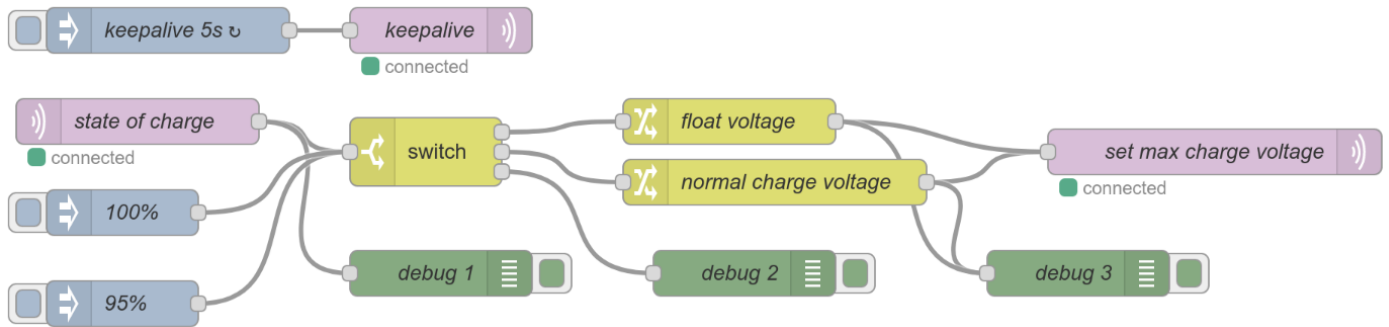 keepalive 5s ↻
keepalive
connected
state of charge
connected
switch
float voltage
normal charge voltage
set max charge voltage
connected
100%
95%
debug 1
debug 2
debug 3